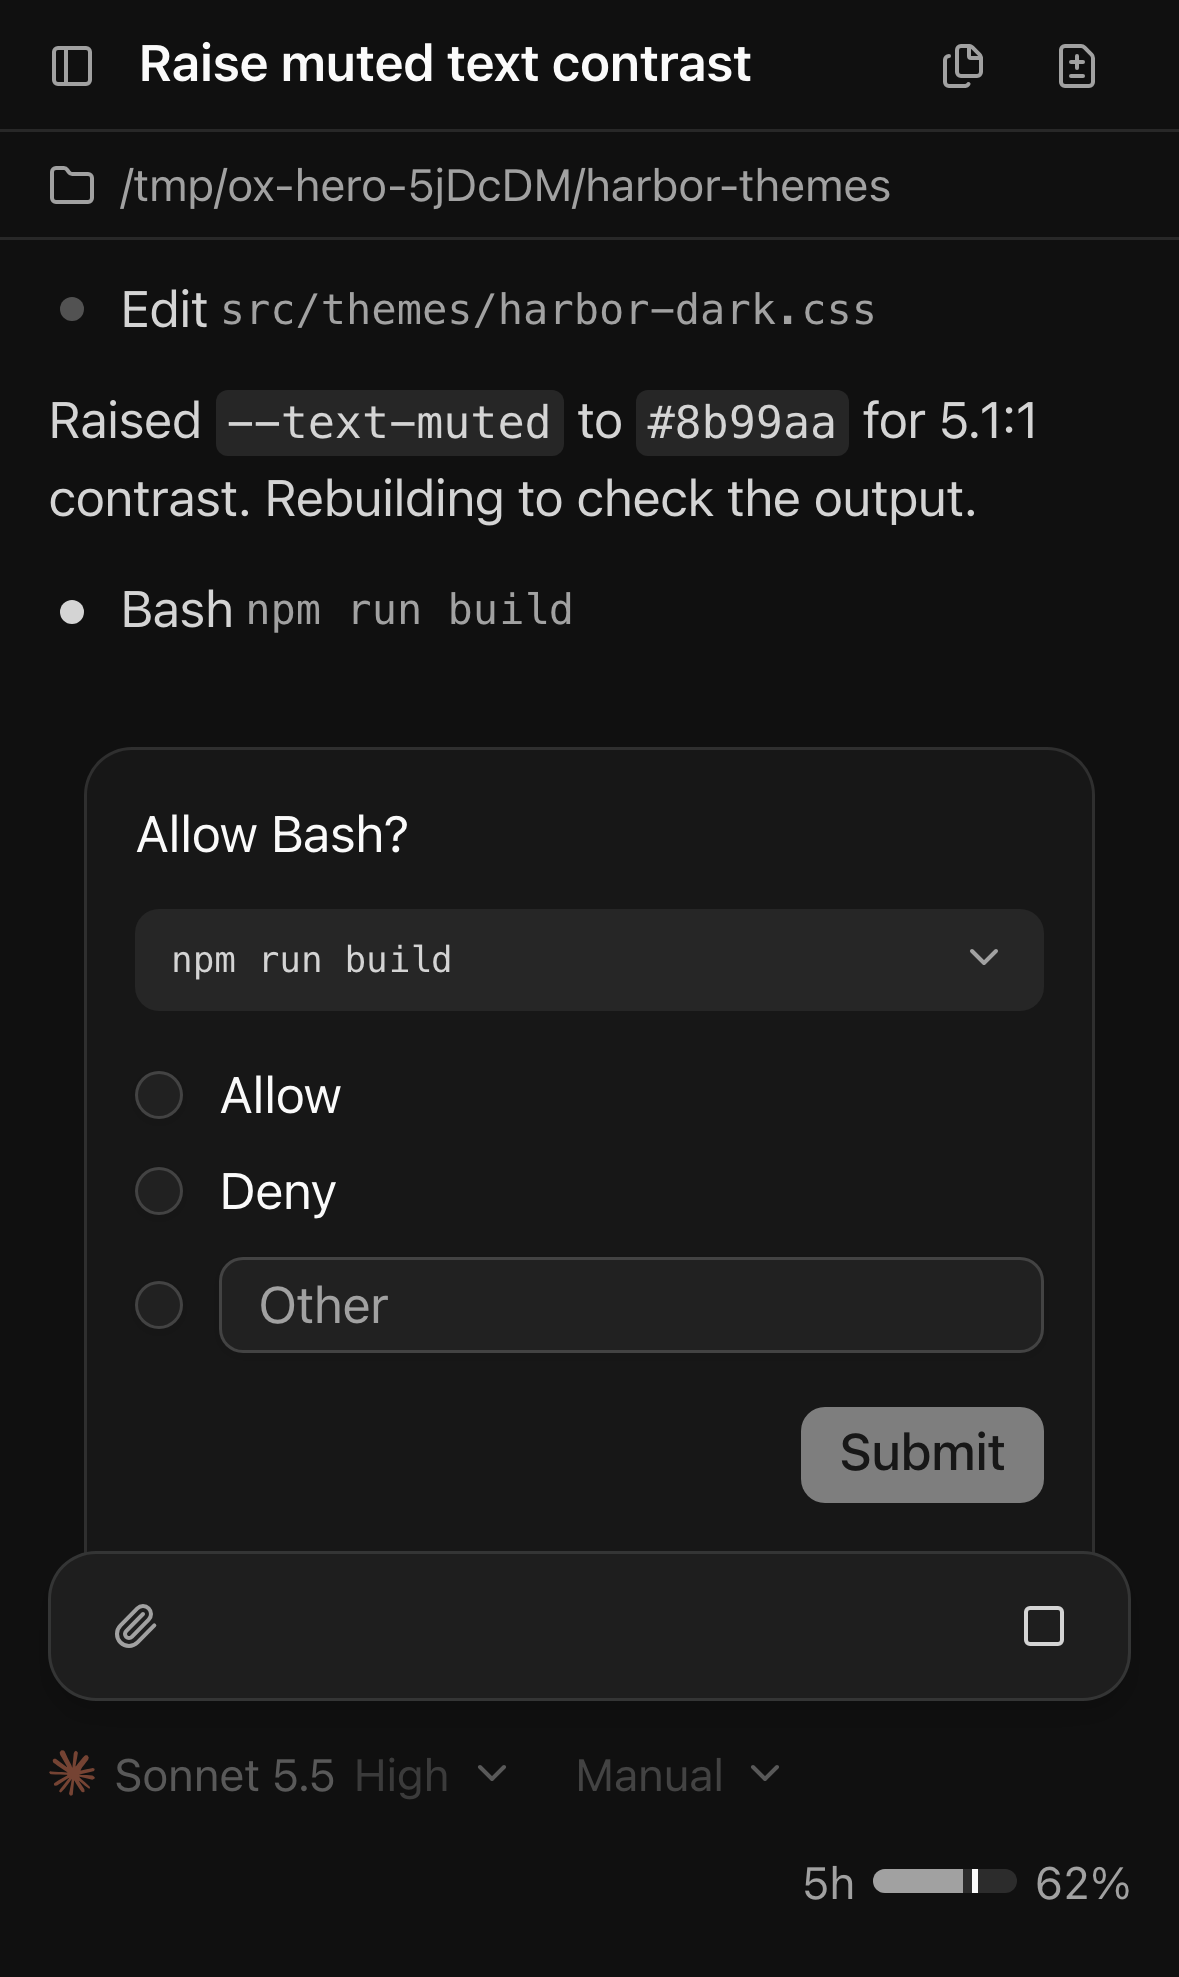 Raise muted text contrast
/tmp/ox-hero-5jDcDM/harbor-themes
Edit src/themes/harbor-dark.css
Raised --text-muted to #8b99aa for 5.1:1
contrast. Rebuilding to check the output.
Bash npm run build
Allow Bash?
npm run build
Allow
Deny
Other
Submit
Sonnet 5.5 High Manual
5h 62%